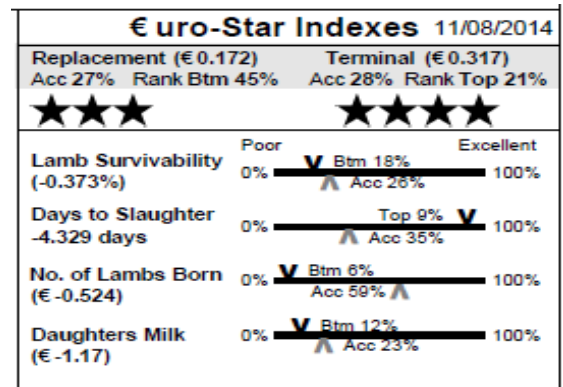 €uro-Star Indexes 11/08/2014
Replacement (€0.172) Terminal (€0.317)
Acc 27% Rank Btm 45% Acc 28% Rank Top 21%
Poor Excellent
Lamb Survivability 0% Btm 18% 100%
(-0.373%) Acc 26%
Days to Slaughter 0% Top 9% 100%
-4.329 days Acc 35%
No. of Lambs Born 0% Btm 6% 100%
(€ -0.524) Acc 59%
Daughters Milk 0% Btm 12% 100%
(€ -1.17) Acc 23%